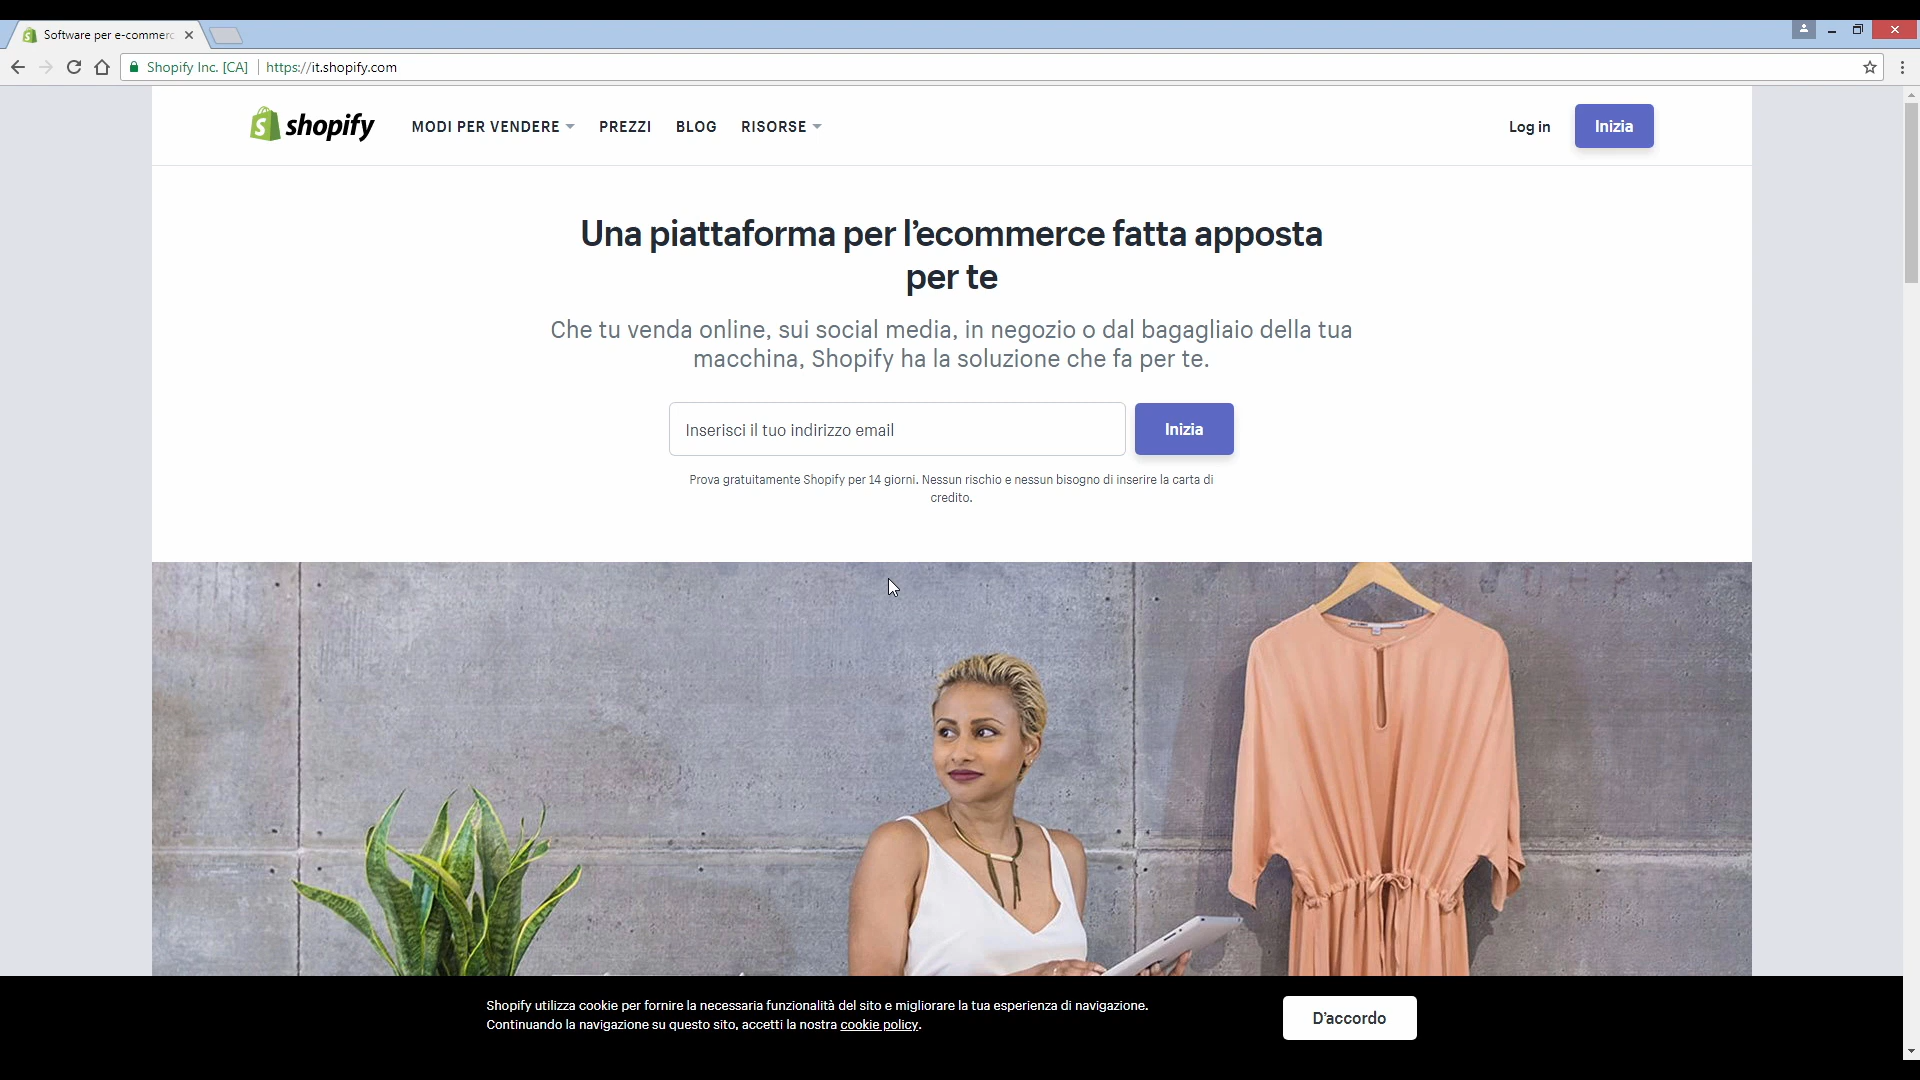 Software per e-commerc
Shopify Inc. [CA] https://it.shopify.com
shopify MODI PER VENDERE PREZZI BLOG RISORSE Log in Inizia
Una piattaforma per l’ecommerce fatta apposta
per te
Che tu venda online, sui social media, in negozio o dal bagagliaio della tua
macchina, Shopify ha la soluzione che fa per te.
Inserisci il tuo indirizzo email Inizia
Prova gratuitamente Shopify per 14 giorni. Nessun rischio e nessun bisogno di inserire la carta di
credito.
Shopify utilizza cookie per fornire la necessaria funzionalità del sito e migliorare la tua esperienza di navigazione.
Continuando la navigazione su questo sito, accetti la nostra cookie policy.
D’accordo